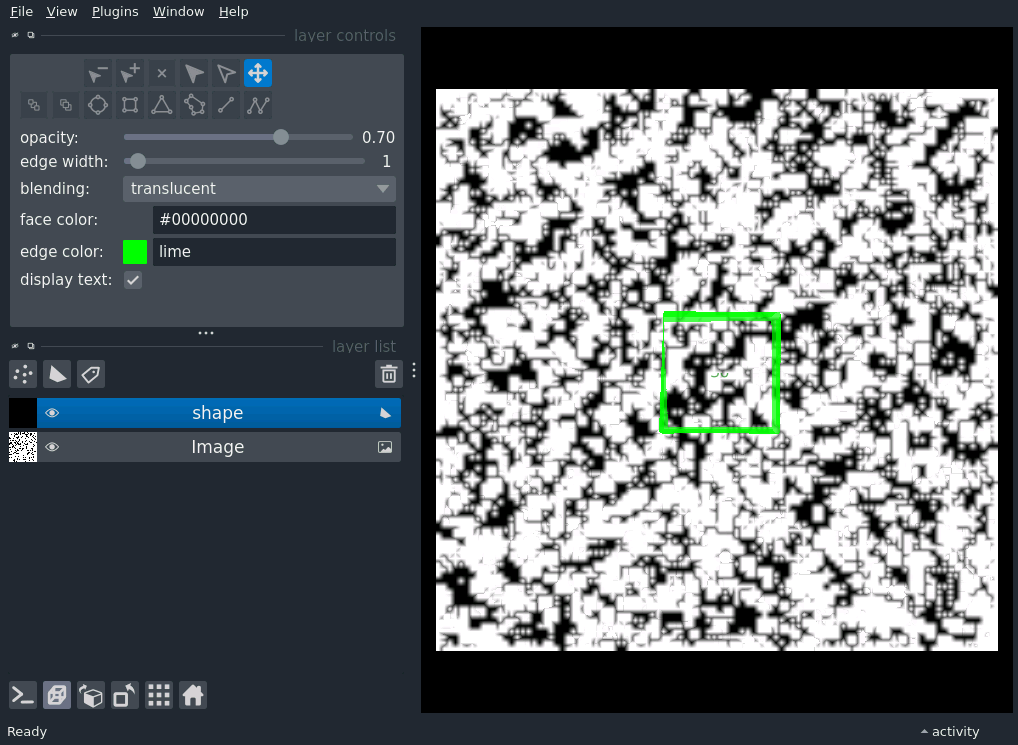 File View Plugins Window Help
layer controls
opacity: 0.70
edge width: 1
blending: translucent
face color: #00000000
edge color: lime
display text:
layer list
shape
Image
Ready
activity